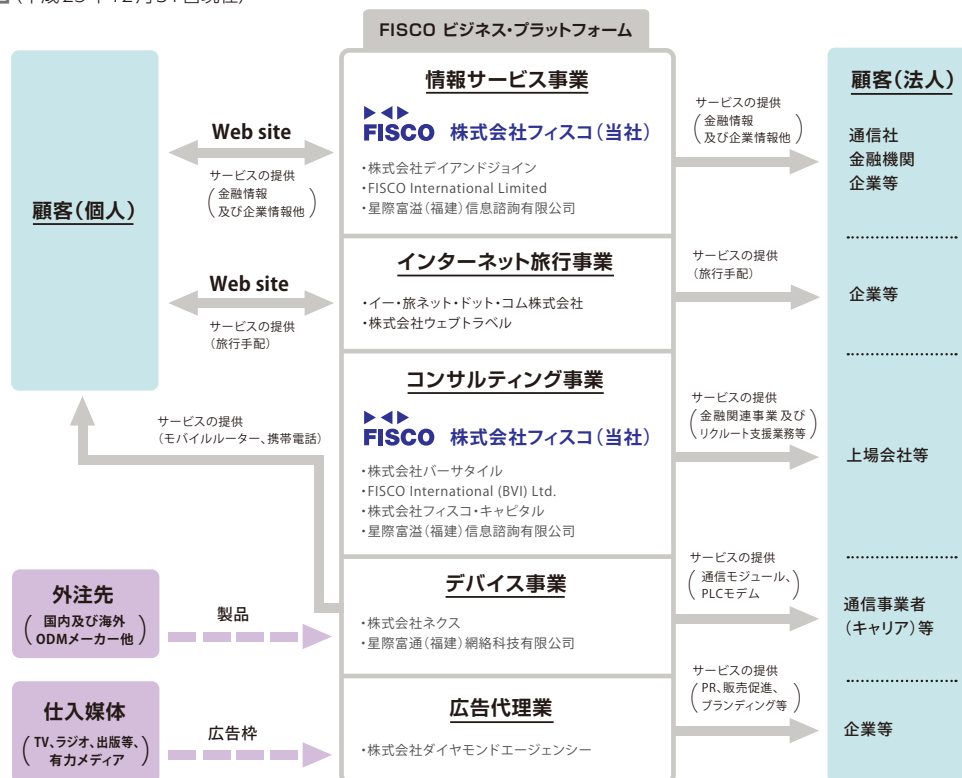 (平成25年12月31日現在)
FISCO ビジネス・プラットフォーム
顧客(個人)
Web site
サービスの提供
(金融情報
及び企業情報他)
Web site
サービスの提供
(旅行手配)
サービスの提供
(モバイルルーター、携帯電話)
外注先
(国内及び海外
ODMメーカー他)
製品
仕入媒体
(TV、ラジオ、出版等、
有力メディア)
広告枠
情報サービス事業
FISCO 株式会社フィスコ(当社)
・株式会社デイアンドジョイン
・FISCO International Limited
・星際富溢(福建)信息諮詢有限公司
インターネット旅行事業
・イー・旅ネット・ドット・コム株式会社
・株式会社ウェブトラベル
コンサルティング事業
FISCO 株式会社フィスコ(当社)
・株式会社バーサタイル
・FISCO International (BVI) Ltd.
・株式会社フィスコ・キャピタル
・星際富溢(福建)信息諮詢有限公司
デバイス事業
・株式会社ネクス
・星際富通(福建)網絡科技有限公司
広告代理業
・株式会社ダイヤモンドエージェンシー
サービスの提供
(金融情報
及び企業情報他)
サービスの提供
(旅行手配)
サービスの提供
(金融関連事業及び
リクルート支援業務等)
サービスの提供
(通信モジュール、
PLCモデム)
サービスの提供
(PR、販売促進、
ブランディング等)
顧客(法人)
通信社
金融機関
企業等
企業等
上場会社等
通信事業者
(キャリア)等
企業等